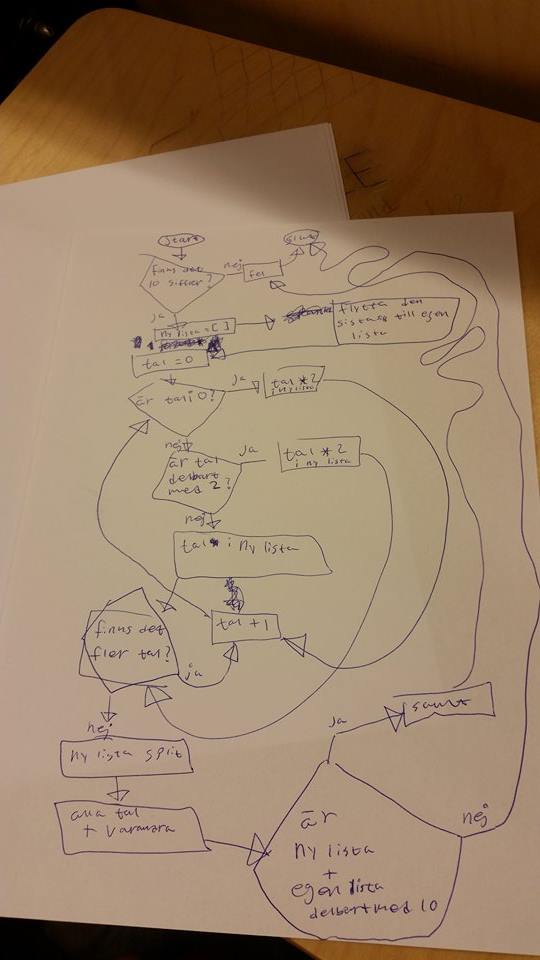 start
slut
finns det
10 siffror?
nej
fel
ja
ny lista = [ ]
flytta den
sista till egen
lista
tal = 0
är tal i 0?
ja
tal * 2
i ny lista
nej
är tal
delbart
med 2?
ja
tal * 2
i ny lista
nej
tal i ny lista
tal + 1
finns det
fler tal?
ja
nej
ny lista split
alla tal
+ varandra
ja
sant
nej
är
ny lista
+
egen lista
delbart med 10
E